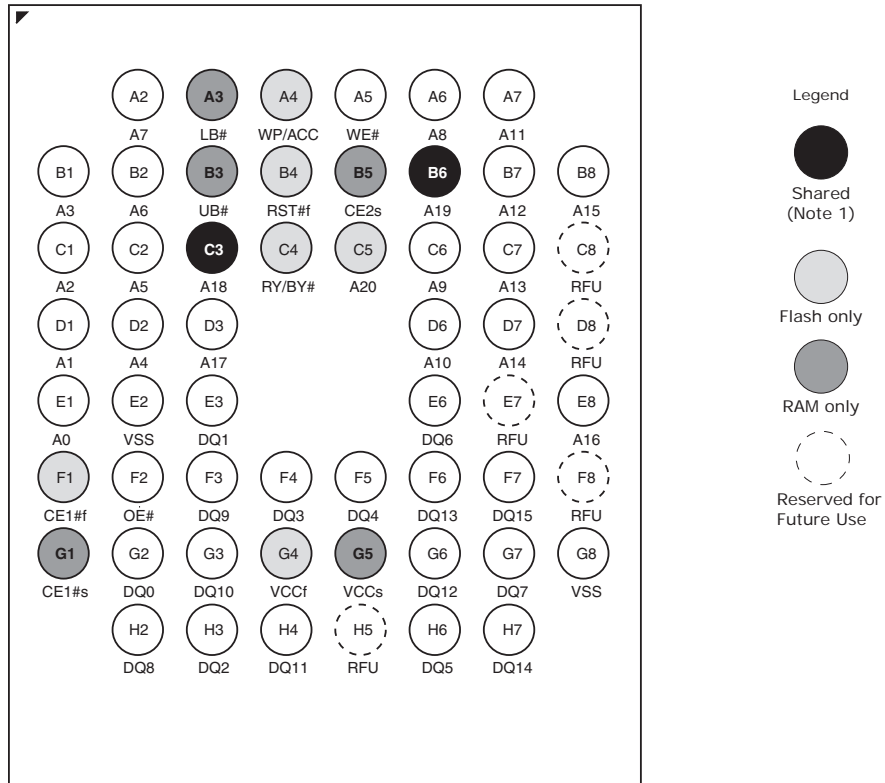 A2 A3 A4 A5 A6 A7
A7 LB# WP/ACC WE# A8 A11
B1 B2 B3 B4 B5 B6 B7 B8
A3 A6 UB# RST#f CE2s A19 A12 A15
C1 C2 C3 C4 C5 C6 C7 C8
A2 A5 A18 RY/BY# A20 A9 A13 RFU
D1 D2 D3 D6 D7 D8
A1 A4 A17 A10 A14 RFU
E1 E2 E3 E6 E7 E8
A0 VSS DQ1 DQ6 RFU A16
F1 F2 F3 F4 F5 F6 F7 F8
CE1#f OE# DQ9 DQ3 DQ4 DQ13 DQ15 RFU
G1 G2 G3 G4 G5 G6 G7 G8
CE1#s DQ0 DQ10 VCCf VCCs DQ12 DQ7 VSS
H2 H3 H4 H5 H6 H7
DQ8 DQ2 DQ11 RFU DQ5 DQ14
Legend
Shared
(Note 1)
Flash only
RAM only
Reserved for
Future Use